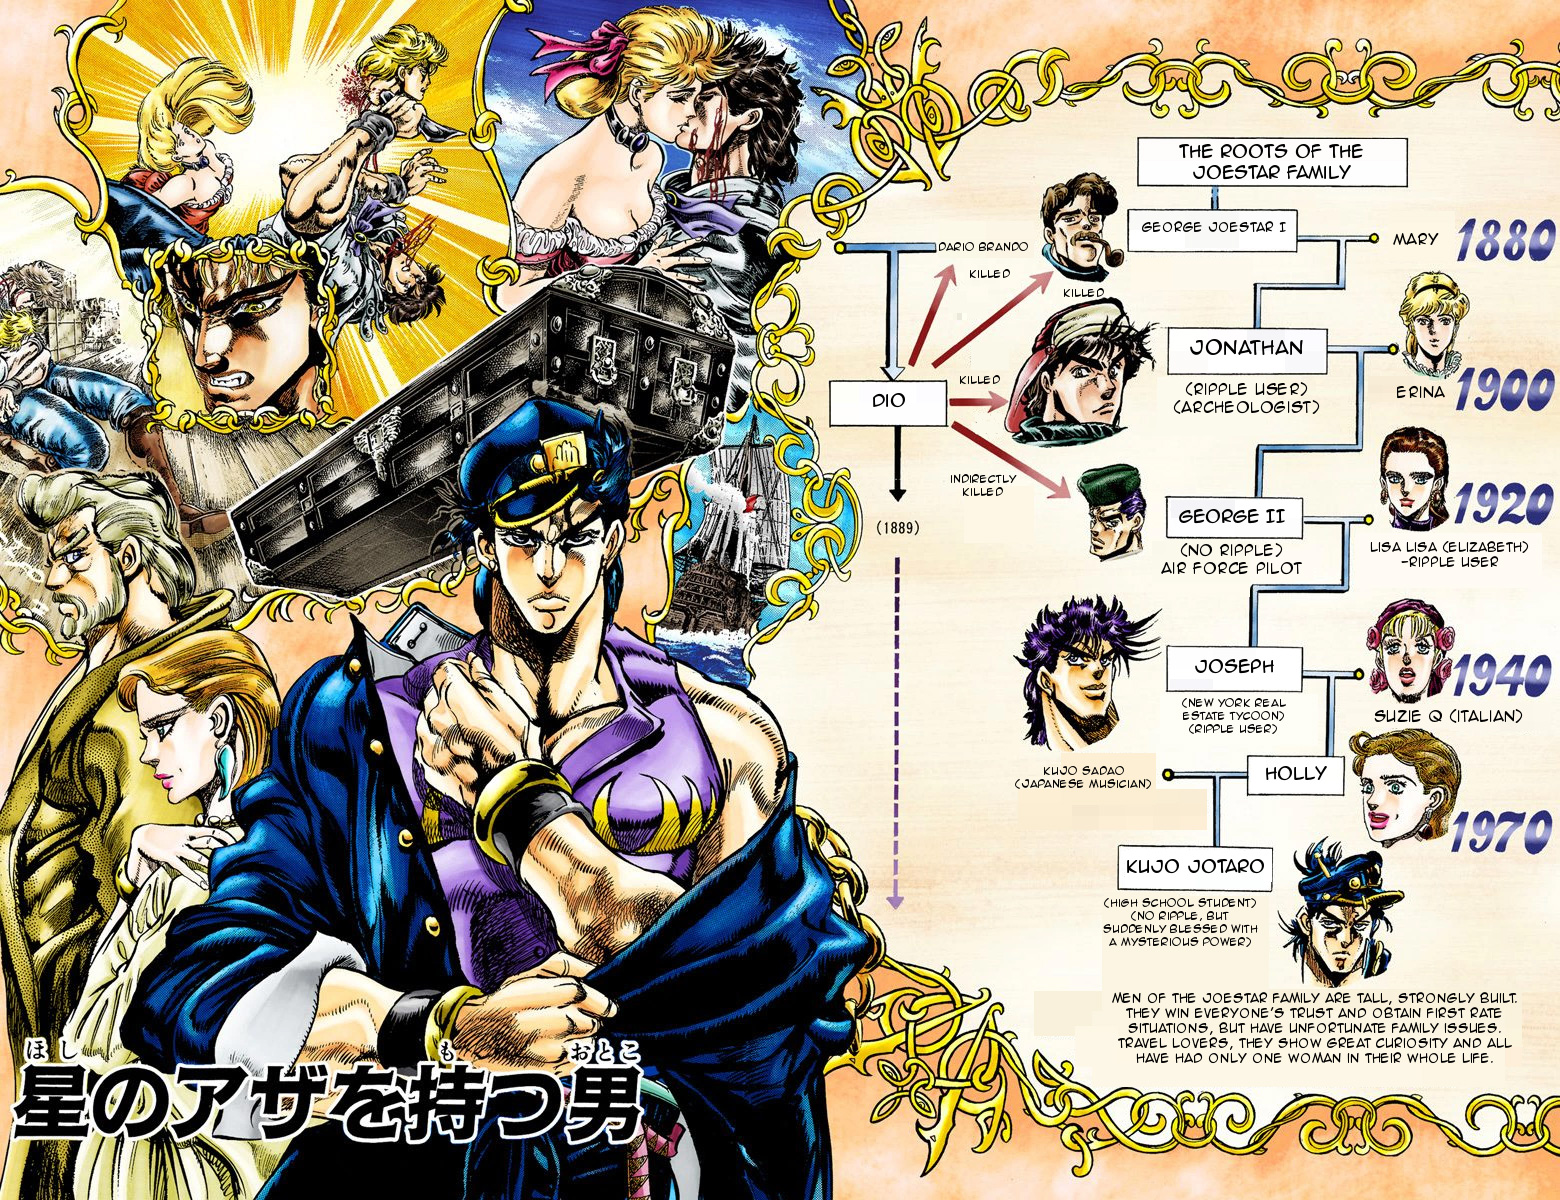 THE ROOTS OF THE
JOESTAR FAMILY
GEORGE JOESTAR I
MARY
1880
DARIO BRANDO
KILLED
KILLED
JONATHAN
(RIPPLE USER)
(ARCHEOLOGIST)
ERINA
1900
DIO
KILLED
INDIRECTLY
KILLED
(1889)
GEORGE II
(NO RIPPLE)
AIR FORCE PILOT
1920
LISA LISA (ELIZABETH)
-RIPPLE USER
JOSEPH
(NEW YORK REAL
ESTATE TYCOON)
(RIPPLE USER)
1940
SUZIE Q (ITALIAN)
KUJO SADAO
(JAPANESE MUSICIAN)
HOLLY
1970
KUJO JOTARO
(HIGH SCHOOL STUDENT)
(NO RIPPLE, BUT
SUDDENLY BLESSED WITH
A MYSTERIOUS POWER)
MEN OF THE JOESTAR FAMILY ARE TALL, STRONGLY BUILT.
THEY WIN EVERYONE'S TRUST AND OBTAIN FIRST RATE
SITUATIONS, BUT HAVE UNFORTUNATE FAMILY ISSUES.
TRAVEL LOVERS, THEY SHOW GREAT CURIOSITY AND ALL
HAVE HAD ONLY ONE WOMAN IN THEIR WHOLE LIFE.
ほし も おとこ
星のアザを持つ男